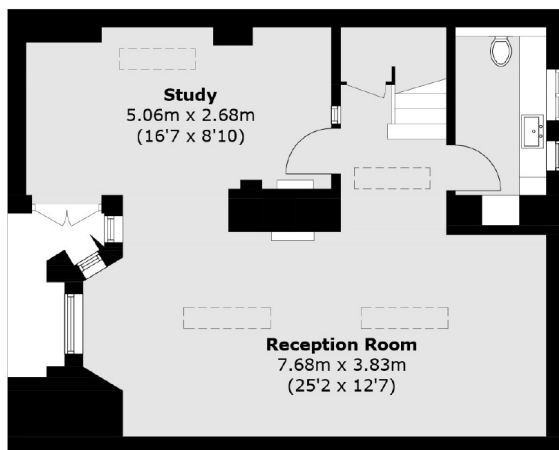 Study
5.06m x 2.68m
(16'7 x 8'10)
Reception Room
7.68m x 3.83m
(25'2 x 12'7)